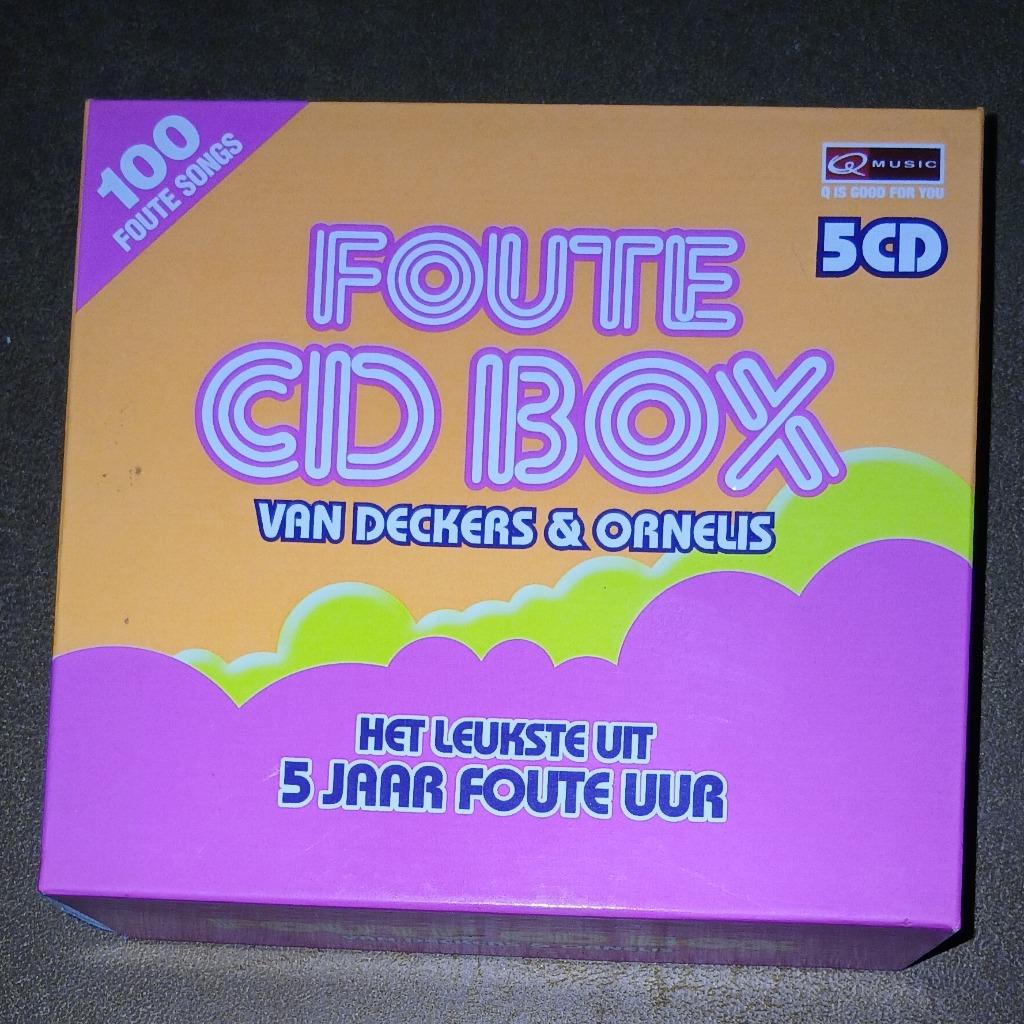 100
FOUTE SONGS
Q MUSIC
Q IS GOOD FOR YOU
5CD
FOUTE
CD BOX
VAN DECKERS & ORNELIS
HET LEUKSTE UIT
5 JAAR FOUTE UUR